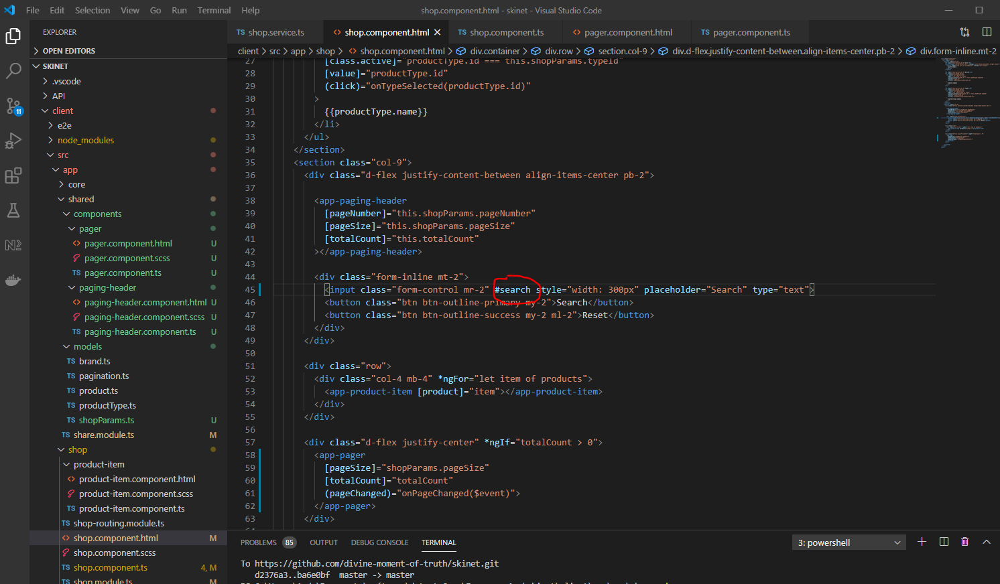 File Edit Selection View Go Run Terminal Help shop.component.html - skinet - Visual Studio Code
EXPLORER
OPEN EDITORS
SKINET
.vscode
API
client
e2e
node_modules
src
app
core
shared
components
pager
pager.component.html U
pager.component.scss U
TS pager.component.ts U
paging-header
paging-header.component.html U
paging-header.component.scss U
TS paging-header.component.ts U
models
TS brand.ts
TS pagination.ts
TS product.ts
TS productType.ts
TS shopParams.ts U
TS share.module.ts M
shop
product-item
product-item.component.html
product-item.component.scss
TS product-item.component.ts
TS shop-routing.module.ts
shop.component.html M
shop.component.scss
TS shop.component.ts 4, M
TS shop.module.ts M
11
TS shop.service.ts <> shop.component.html TS shop.component.ts <> pager.component.html TS pager.component.ts
client > src > app > shop > <> shop.component.html > div.container > div.row > section.col-9 > div.d-flex.justify-content-between.align-items-center.pb-2 > div.form-inline.mt-2
27 [class.active]="productType.id === this.shopParams.typeId"
28 [value]="productType.id"
29 (click)="onTypeSelected(productType.id)"
30 >
31 {{productType.name}}
32 </li>
33 </ul>
34 </section>
35 <section class="col-9">
36 <div class="d-flex justify-content-between align-items-center pb-2">
37
38 <app-paging-header
39 [pageNumber]="this.shopParams.pageNumber"
40 [pageSize]="this.shopParams.pageSize"
41 [totalCount]="this.totalCount"
42 ></app-paging-header>
43
44 <div class="form-inline mt-2">
45 <input class="form-control mr-2" #search style="width: 300px" placeholder="Search" type="text">
46 <button class="btn btn-outline-primary my-2">Search</button>
47 <button class="btn btn-outline-success my-2 ml-2">Reset</button>
48 </div>
49 </div>
50
51 <div class="row">
52 <div class="col-4 mb-4" *ngFor="let item of products">
53 <app-product-item [product]="item"></app-product-item>
54 </div>
55 </div>
56
57 <div class="d-flex justify-center" *ngIf="totalCount > 0">
58 <app-pager
59 [pageSize]="shopParams.pageSize"
60 [totalCount]="totalCount"
61 (pageChanged)="onPageChanged($event)">
62 </app-pager>
63 </div>
PROBLEMS 85 OUTPUT DEBUG CONSOLE TERMINAL 3: powershell
To https://github.com/divine-moment-of-truth/skinet.git
d2376a3..ba6e0bf master -> master